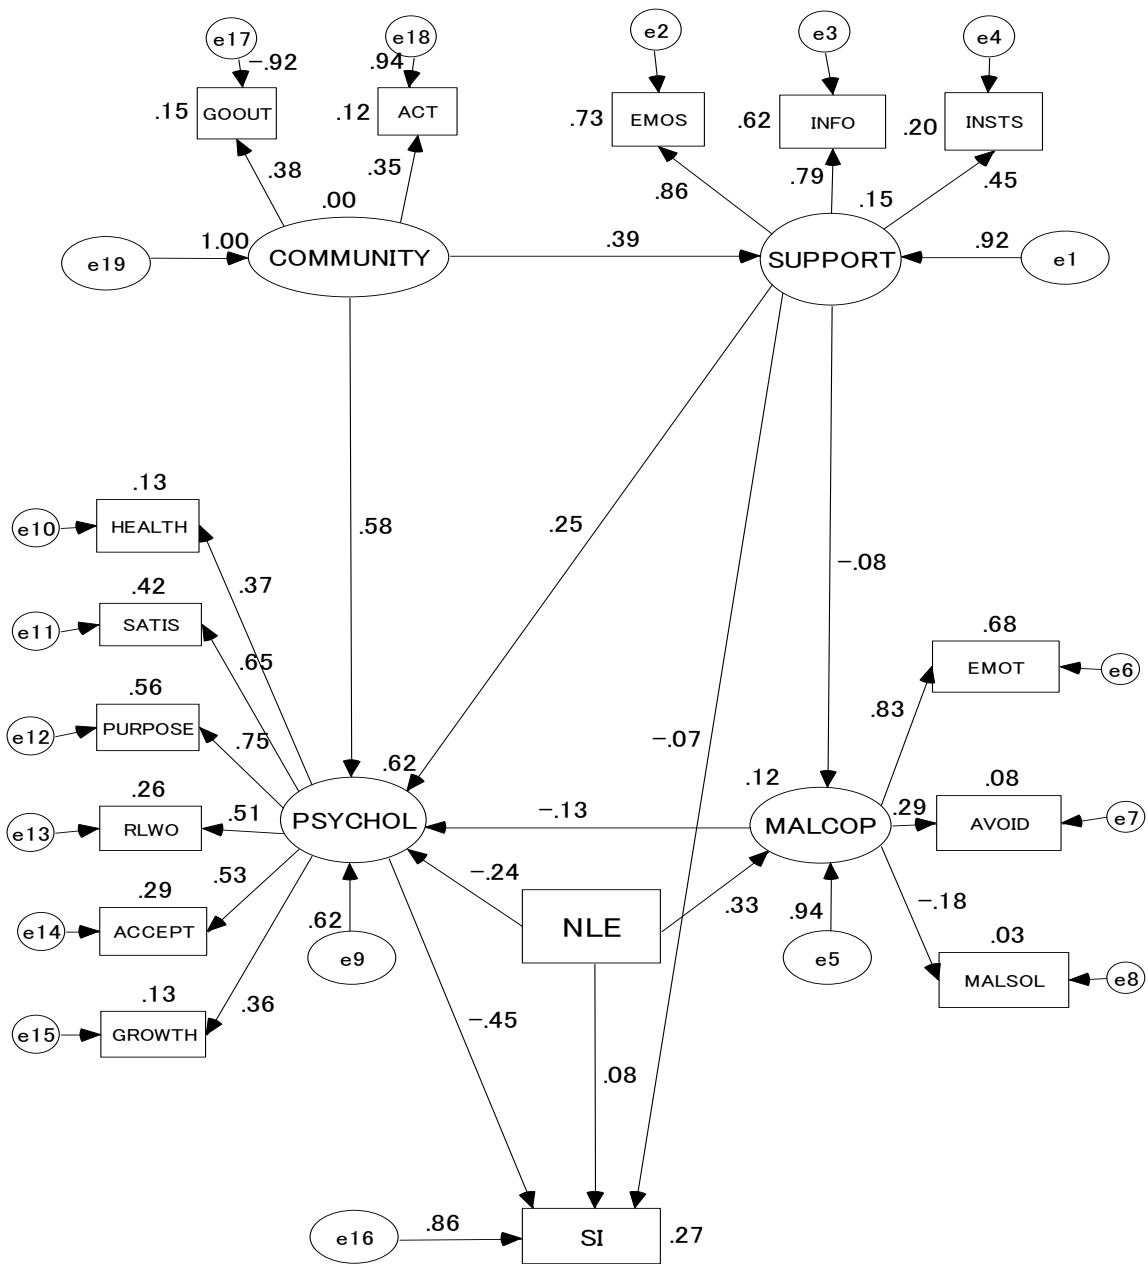 e17
e18
e2
e3
e4
−.92
.94
.15
GOOUT
.12
ACT
.73
EMOS
.62
INFO
.20
INSTS
.38
.35
.86
.79
.45
.00
.15
1.00
e19
COMMUNITY
.39
SUPPORT
.92
e1
.13
e10
HEALTH
.58
.25
−.08
.37
.42
e11
SATIS
.65
.68
EMOT
e6
.56
e12
PURPOSE
.75
.83
−.07
.62
.12
.08
.26
e13
RLWO
.51
PSYCHOL
−.13
MALCOP
.29
AVOID
e7
.53
−.24
.29
e14
ACCEPT
.62
e9
NLE
.33
.94
e5
−.18
.03
MALSOL
e8
.13
e15
GROWTH
.36
−.45
.08
e16
.86
SI
.27